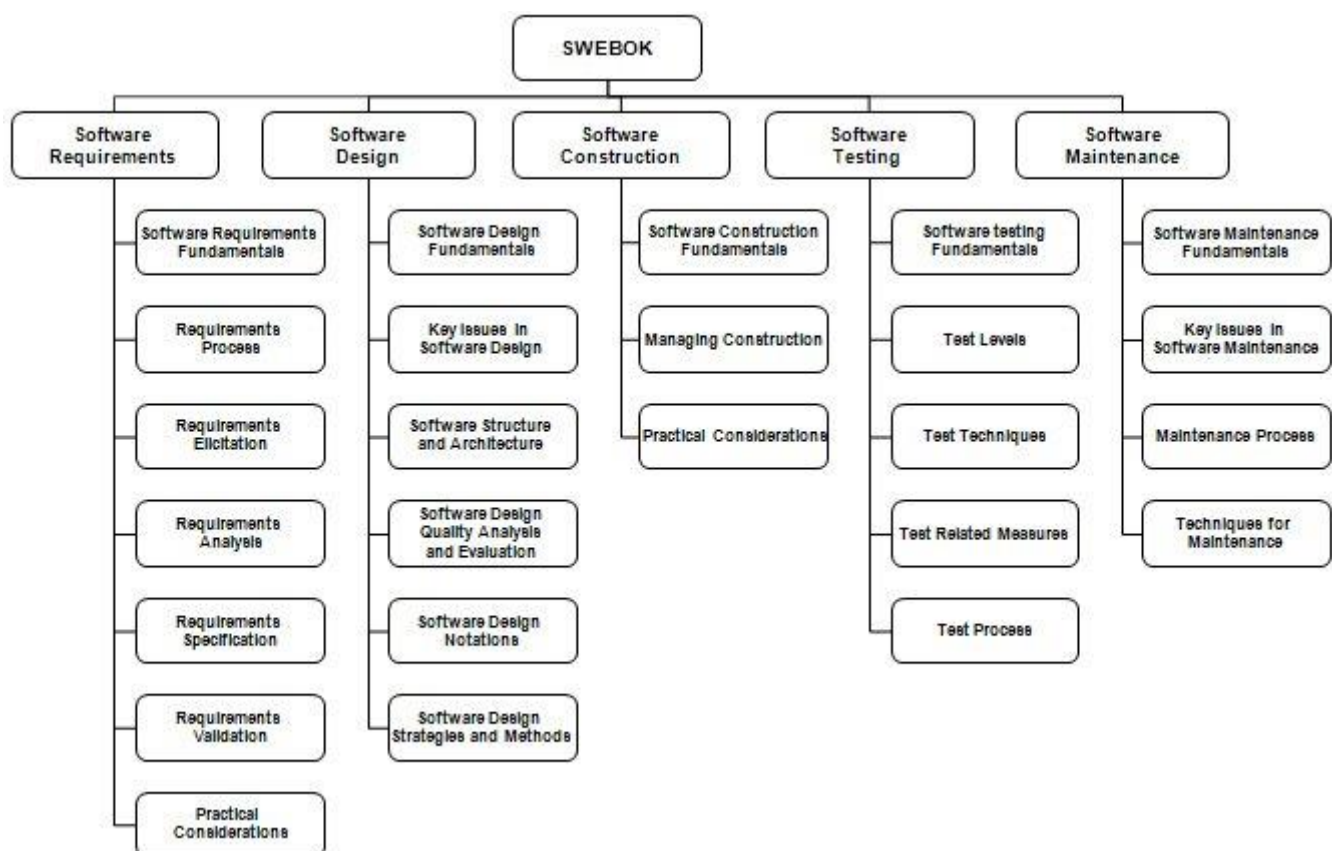 SWEBOK
Software
Requirements
Software
Design
Software
Construction
Software
Testing
Software
Maintenance
Software Requirements
Fundamentals
Requirements
Process
Requirements
Elicitation
Requirements
Analysis
Requirements
Specification
Requirements
Validation
Practical
Considerations
Software Design
Fundamentals
Key Issues in
Software Design
Software Structure
and Architecture
Software Design
Quality Analysis
and Evaluation
Software Design
Notations
Software Design
Strategies and Methods
Software Construction
Fundamentals
Managing Construction
Practical Considerations
Software testing
Fundamentals
Test Levels
Test Techniques
Test Related Measures
Test Process
Software Maintenance
Fundamentals
Key Issues in
Software Maintenance
Maintenance Process
Techniques for
Maintenance